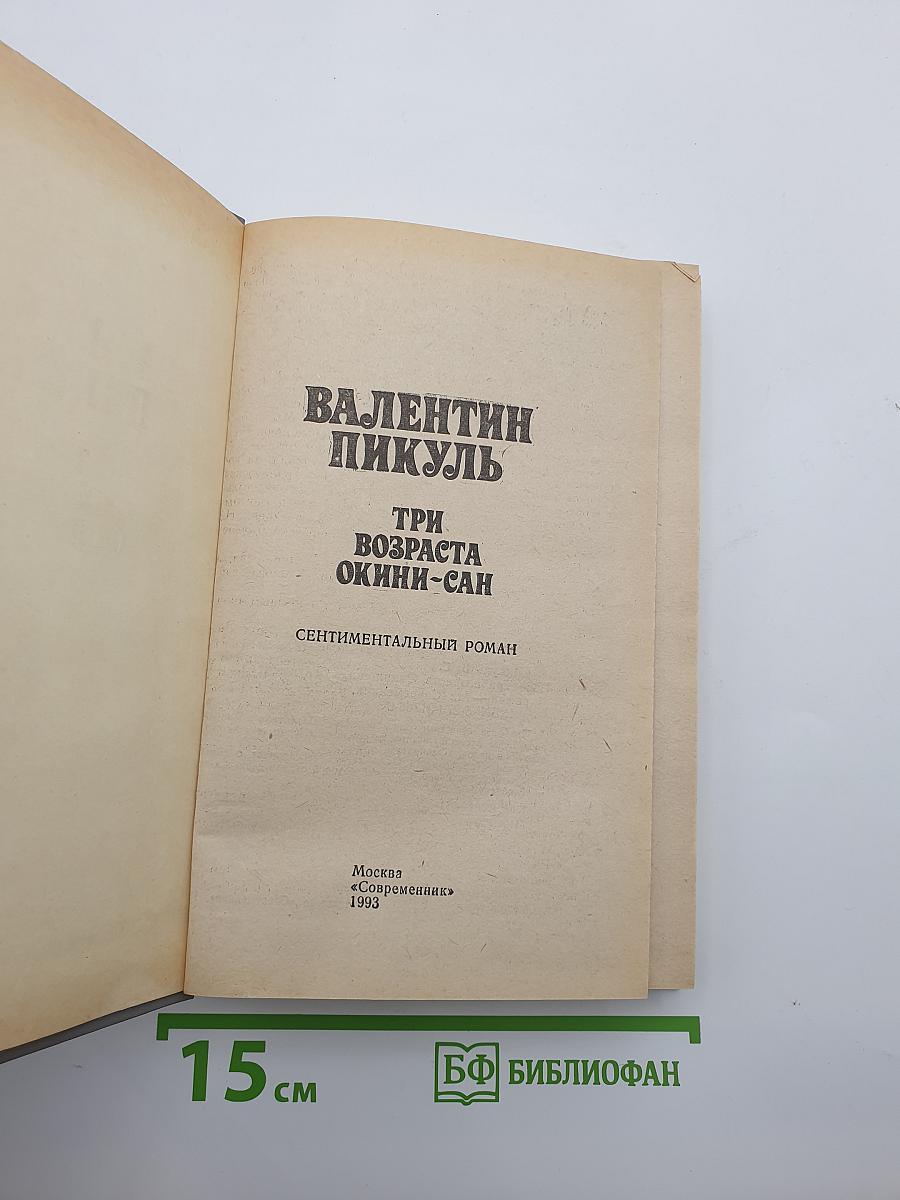 ВАЛЕНТИН
ПИКУЛЬ
ТРИ
ВОЗРАСТА
ОКИНИ-САН
СЕНТИМЕНТАЛЬНЫЙ РОМАН
Москва
«Современник»
1993
15 см
БФ БИБЛИОФАН